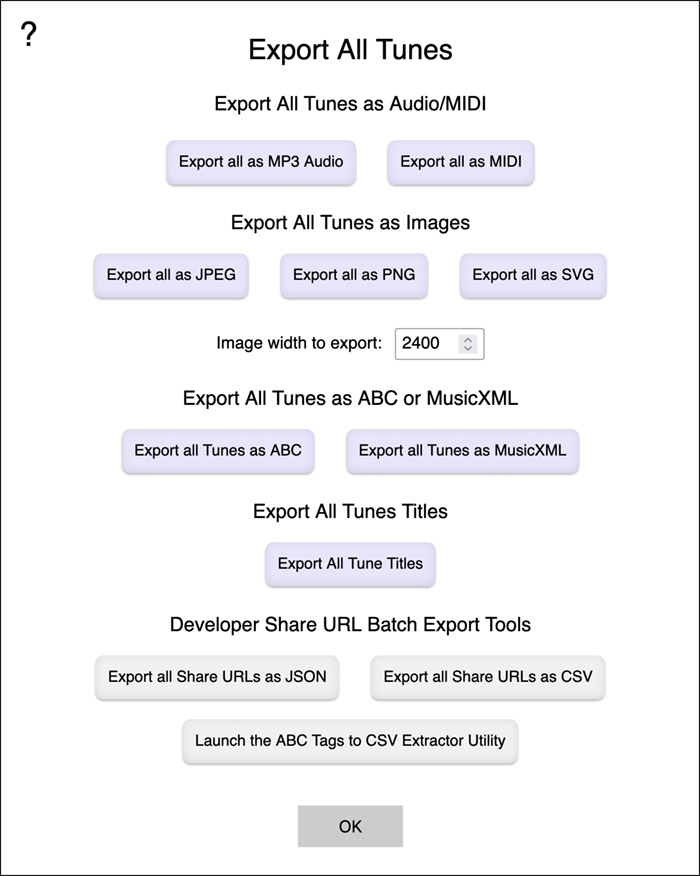 ?
Export All Tunes
Export All Tunes as Audio/MIDI
Export all as MP3 Audio Export all as MIDI
Export All Tunes as Images
Export all as JPEG Export all as PNG Export all as SVG
Image width to export: 2400
Export All Tunes as ABC or MusicXML
Export all Tunes as ABC Export all Tunes as MusicXML
Export All Tunes Titles
Export All Tune Titles
Developer Share URL Batch Export Tools
Export all Share URLs as JSON Export all Share URLs as CSV
Launch the ABC Tags to CSV Extractor Utility
OK